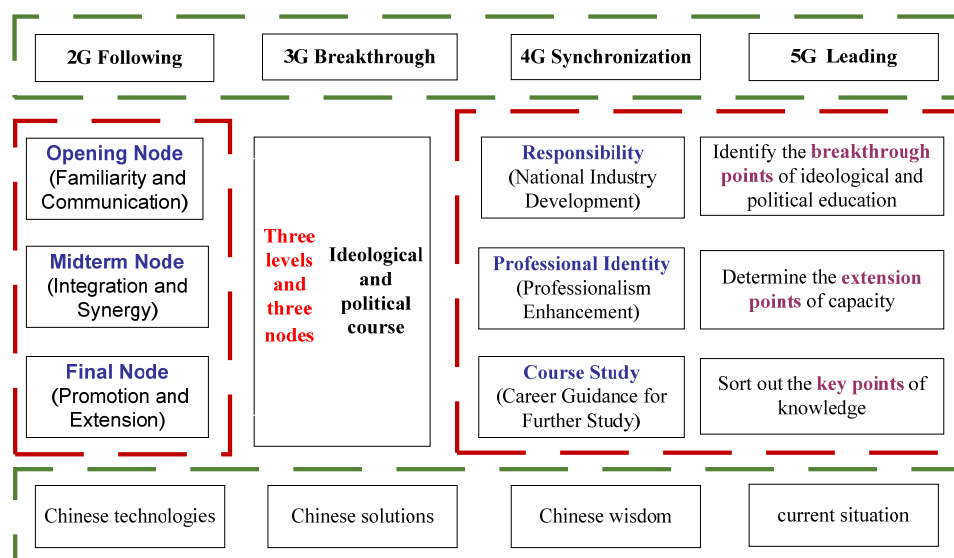 2G Following
3G Breakthrough
4G Synchronization
5G Leading
Opening Node
(Familiarity and
Communication)
Midterm Node
(Integration and
Synergy)
Final Node
(Promotion and
Extension)
Three
levels
and
three
nodes
Ideological
and
political
course
Responsibility
(National Industry
Development)
Identify the breakthrough
points of ideological and
political education
Professional Identity
(Professionalism
Enhancement)
Determine the extension
points of capacity
Course Study
(Career Guidance for
Further Study)
Sort out the key points of
knowledge
Chinese technologies
Chinese solutions
Chinese wisdom
current situation